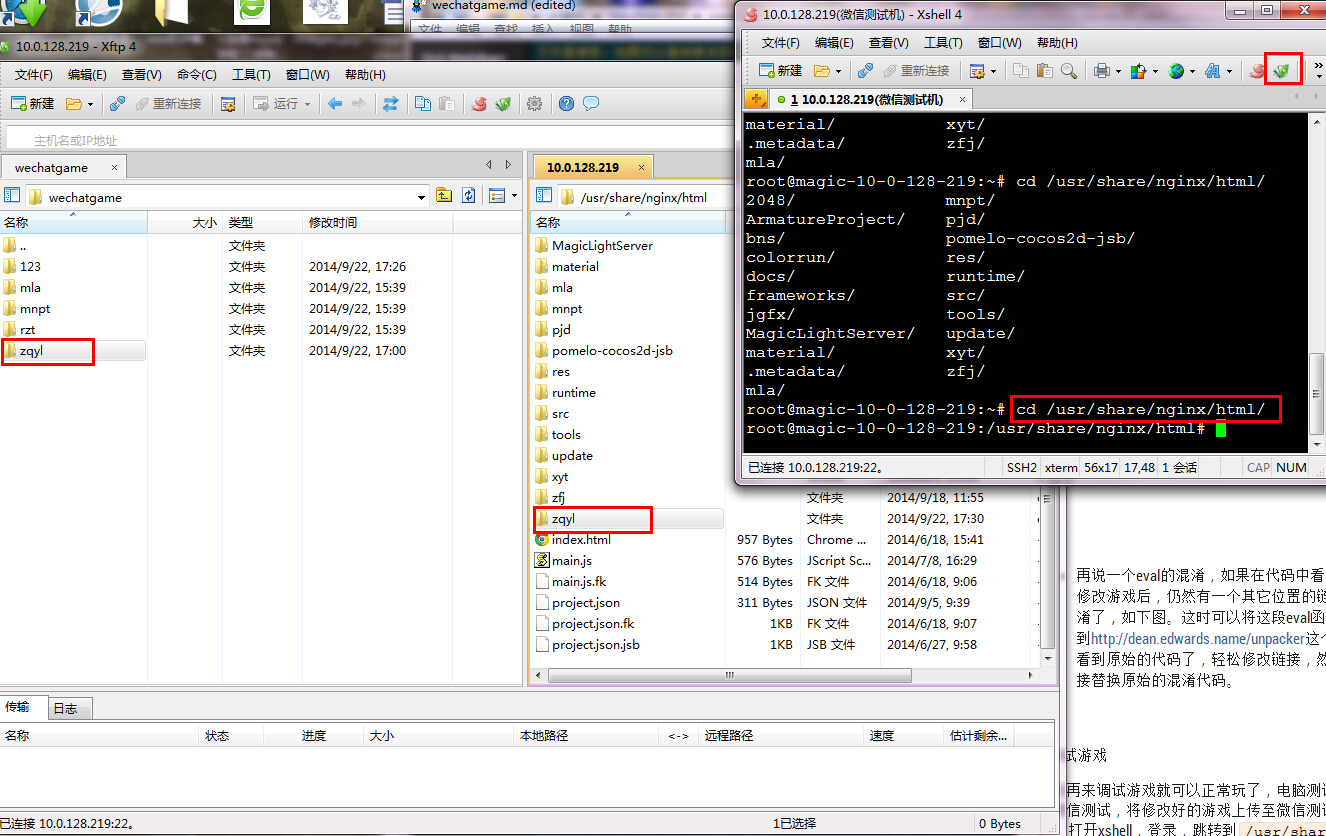 wechatgame.md (edited)
文件 编辑 查找 插入 视图 帮助
10.0.128.219 - Xftp 4
文件(F) 编辑(E) 查看(V) 命令(C) 工具(T) 窗口(W) 帮助(H)
新建 重新连接 运行
主机名或IP地址
wechatgame ×
wechatgame
名称 大小 类型 修改时间
.. 文件夹
123 文件夹 2014/9/22, 17:26
mla 文件夹 2014/9/22, 15:39
mnpt 文件夹 2014/9/22, 15:39
rzt 文件夹 2014/9/22, 15:39
zqyl 文件夹 2014/9/22, 17:00
10.0.128.219 ×
/usr/share/nginx/html
名称
MagicLightServer
material
mla
mnpt
pjd
pomelo-cocos2d-jsb
res
runtime
src
tools
update
xyt
zfj 文件夹 2014/9/18, 11:55
zqyl 文件夹 2014/9/22, 17:30
index.html 957 Bytes Chrome ... 2014/6/18, 15:41
main.js 576 Bytes JScript Sc... 2014/7/8, 16:29
main.js.fk 514 Bytes FK 文件 2014/6/18, 9:06
project.json 311 Bytes JSON 文件 2014/9/5, 9:39
project.json.fk 1KB FK 文件 2014/6/18, 9:07
project.json.jsb 1KB JSB 文件 2014/6/27, 9:58
传输 日志
名称 状态 进度 大小 本地路径 <-> 远程路径 速度 估计剩余...
已连接 10.0.128.219:22。 1已选择 0 Bytes
10.0.128.219(微信测试机) - Xshell 4
文件(F) 编辑(E) 查看(V) 工具(T) 窗口(W) 帮助(H)
新建 重新连接
1 10.0.128.219(微信测试机) ×
material/ xyt/
.metadata/ zfj/
mla/
root@magic-10-0-128-219:~# cd /usr/share/nginx/html/
2048/ mnpt/
ArmatureProject/ pjd/
bns/ pomelo-cocos2d-jsb/
colorrun/ res/
docs/ runtime/
frameworks/ src/
jgfx/ tools/
MagicLightServer/ update/
material/ xyt/
.metadata/ zfj/
mla/
root@magic-10-0-128-219:~# cd /usr/share/nginx/html/
root@magic-10-0-128-219:/usr/share/nginx/html#
已连接 10.0.128.219:22。 SSH2 xterm 56x17 17,48 1 会话 CAP NUM
再说一个eval的混淆，如果在代码中看
修改游戏后，仍然有一个其它位置的链
淆了，如下图。这时可以将这段eval函
到http://dean.edwards.name/unpacker这个
看到原始的代码了，轻松修改链接，然
接替换原始的混淆代码。
试游戏
再来调试游戏就可以正常玩了，电脑测试
信测试，将修改好的游戏上传至微信测试
打开xshell，登录，跳转到 /usr/shar